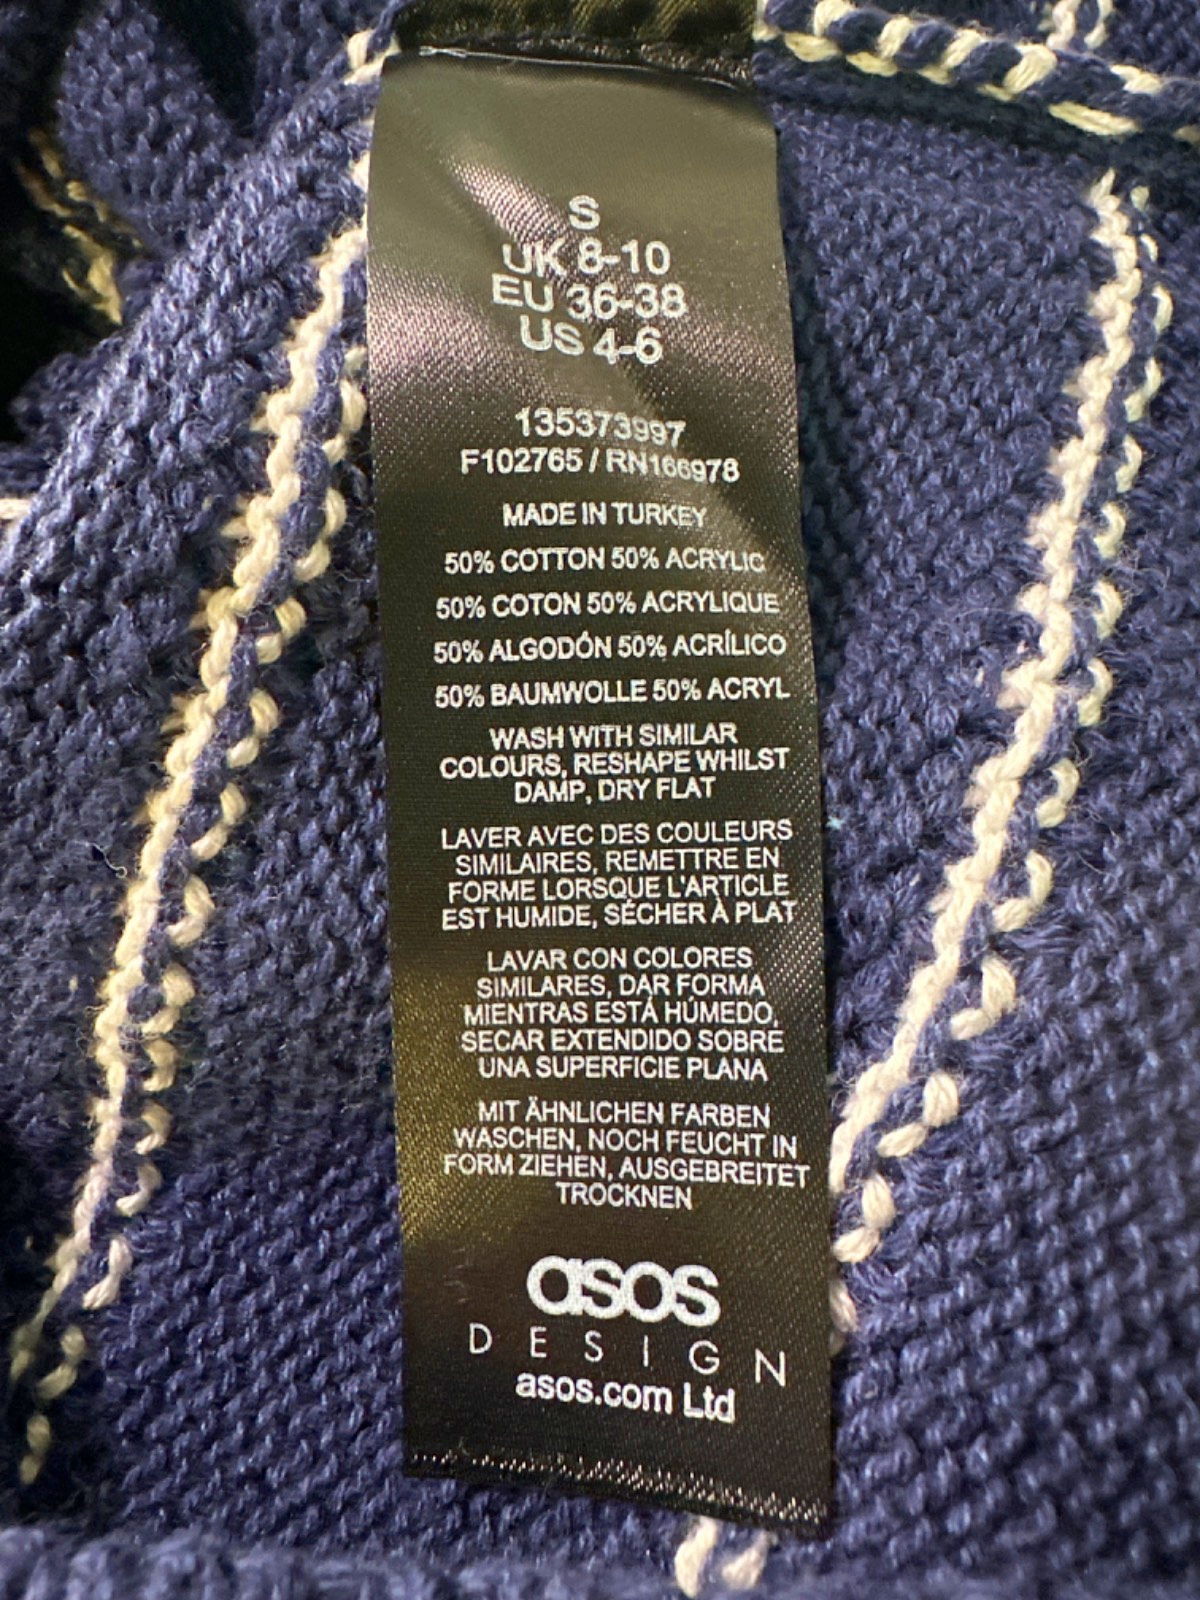 S
UK 8-10
EU 36-38
US 4-6
135373997
F102765 / RN166978
MADE IN TURKEY
50% COTTON 50% ACRYLIC
50% COTON 50% ACRYLIQUE
50% ALGODÓN 50% ACRÍLICO
50% BAUMWOLLE 50% ACRYL
WASH WITH SIMILAR
COLOURS, RESHAPE WHILST
DAMP, DRY FLAT
LAVER AVEC DES COULEURS
SIMILAIRES, REMETTRE EN
FORME LORSQUE L'ARTICLE
EST HUMIDE, SÉCHER À PLAT
LAVAR CON COLORES
SIMILARES, DAR FORMA
MIENTRAS ESTÁ HÚMEDO,
SECAR EXTENDIDO SOBRE
UNA SUPERFICIE PLANA
MIT ÄHNLICHEN FARBEN
WASCHEN, NOCH FEUCHT IN
FORM ZIEHEN, AUSGEBREITET
TROCKNEN
asos
DESIGN
asos.com Ltd